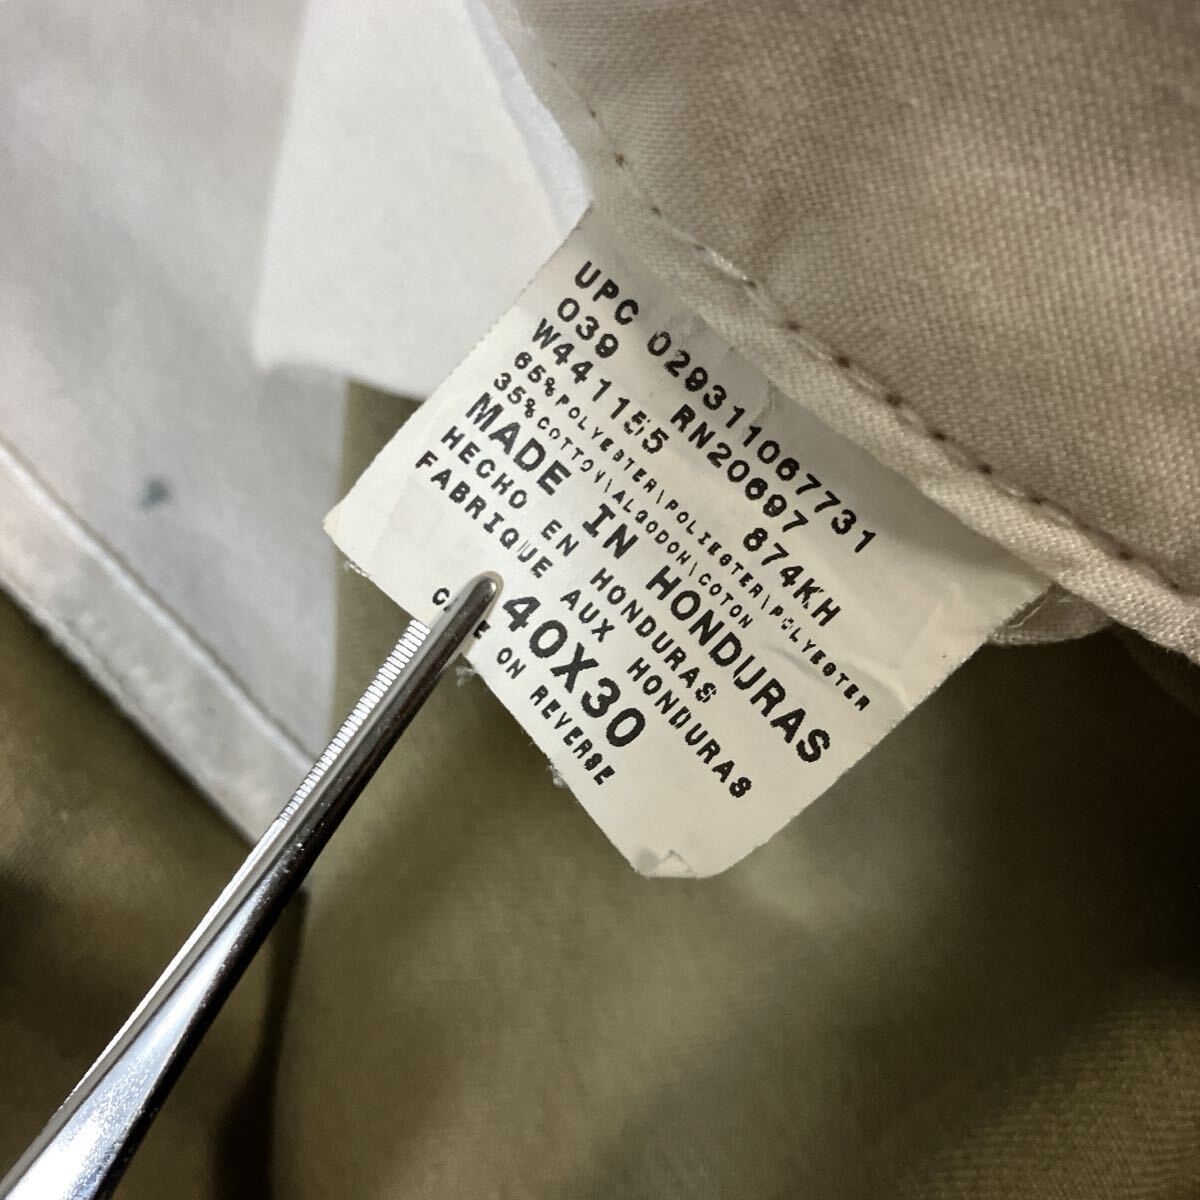 UPC 029311067731
039 RN20697
W441155 874KH
65%POLYESTER\POLIESTER\POLYESTER
35%COTTON\ALGODON\COTON
MADE IN HONDURAS
HECHO EN HONDURAS
FABRIQUE AUX HONDURAS
40X30
ON REVERSE